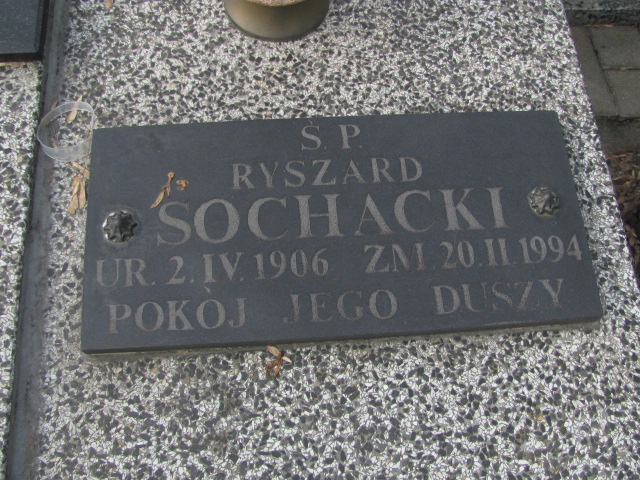 Ś.P.
RYSZARD
SOCHACKI
UR. 2.IV.1906 ZM 20.II.1994
POKÓJ JEGO DUSZY